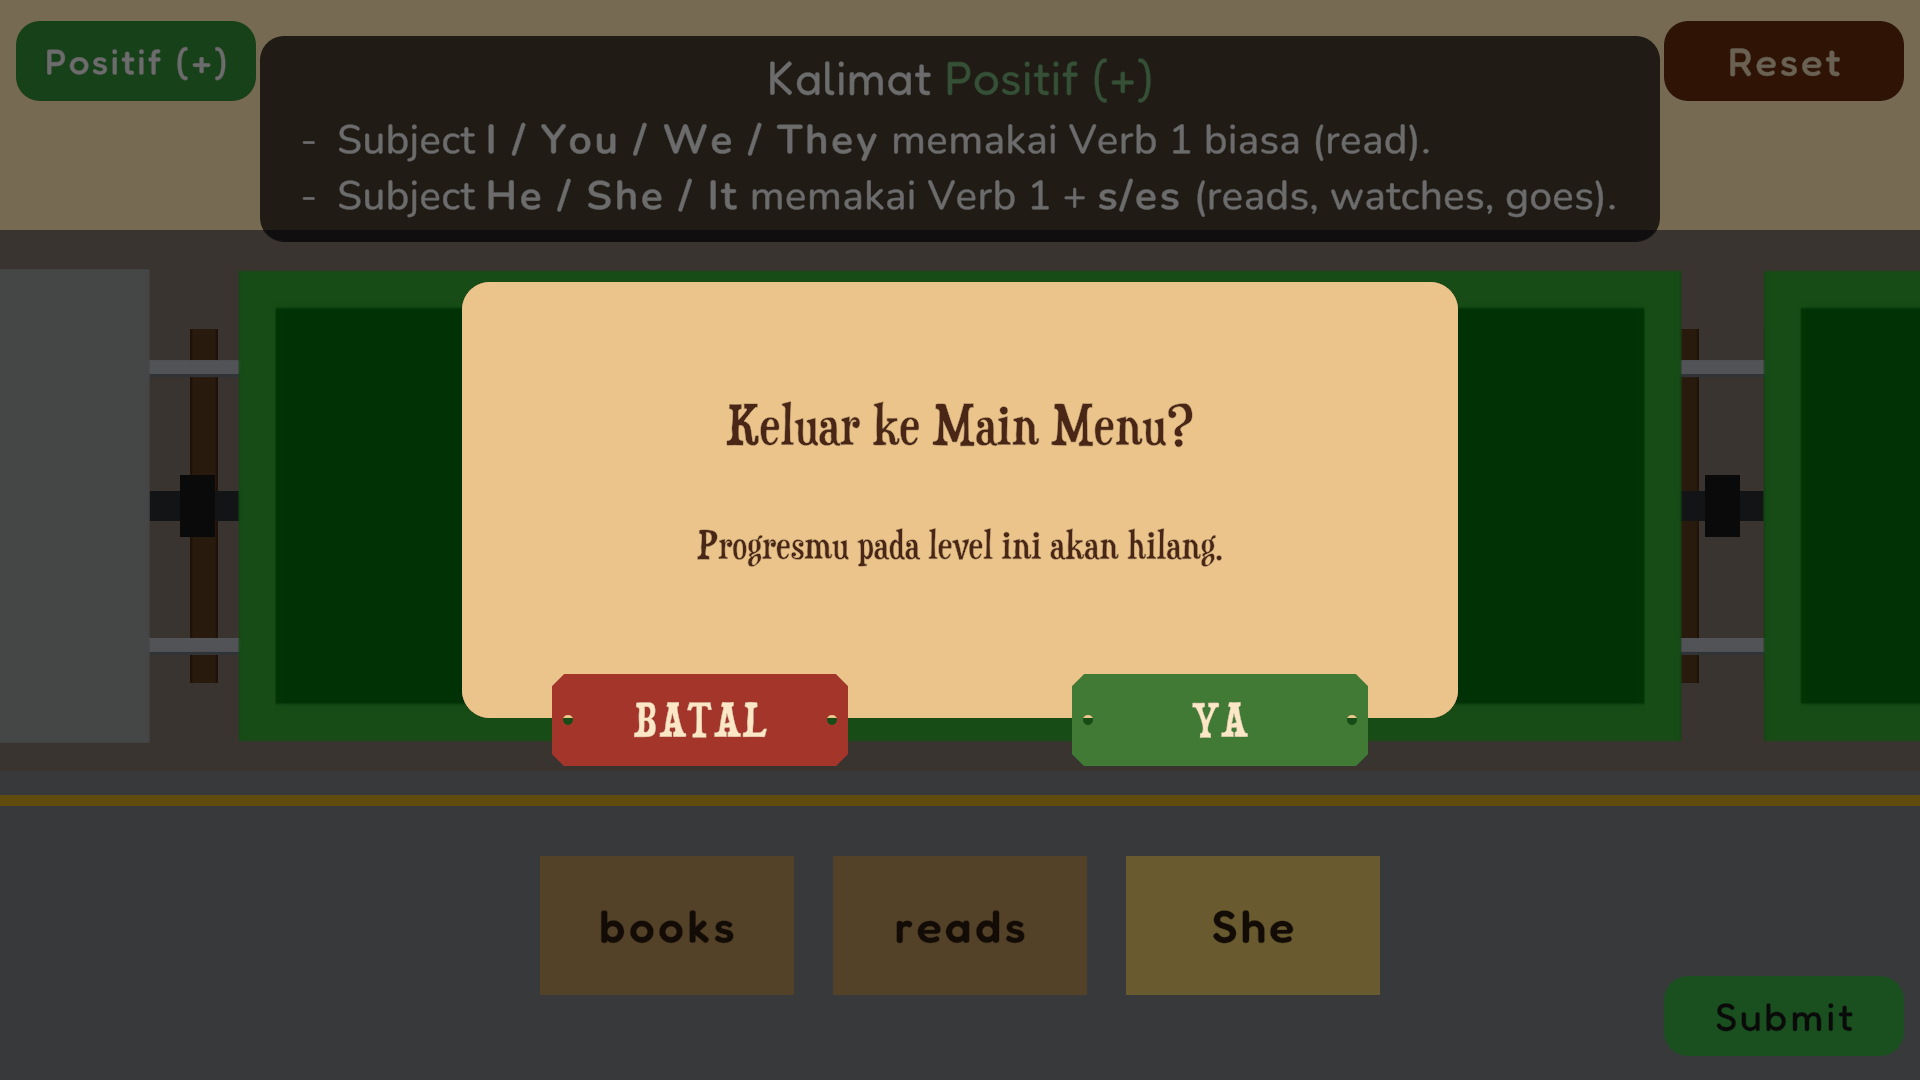 Positif (+)
Kalimat Positif (+)
- Subject I / You / We / They memakai Verb 1 biasa (read).
- Subject He / She / It memakai Verb 1 + s/es (reads, watches, goes).
Reset
Keluar ke Main Menu?
Progresmu pada level ini akan hilang.
BATAL
YA
books
reads
She
Submit